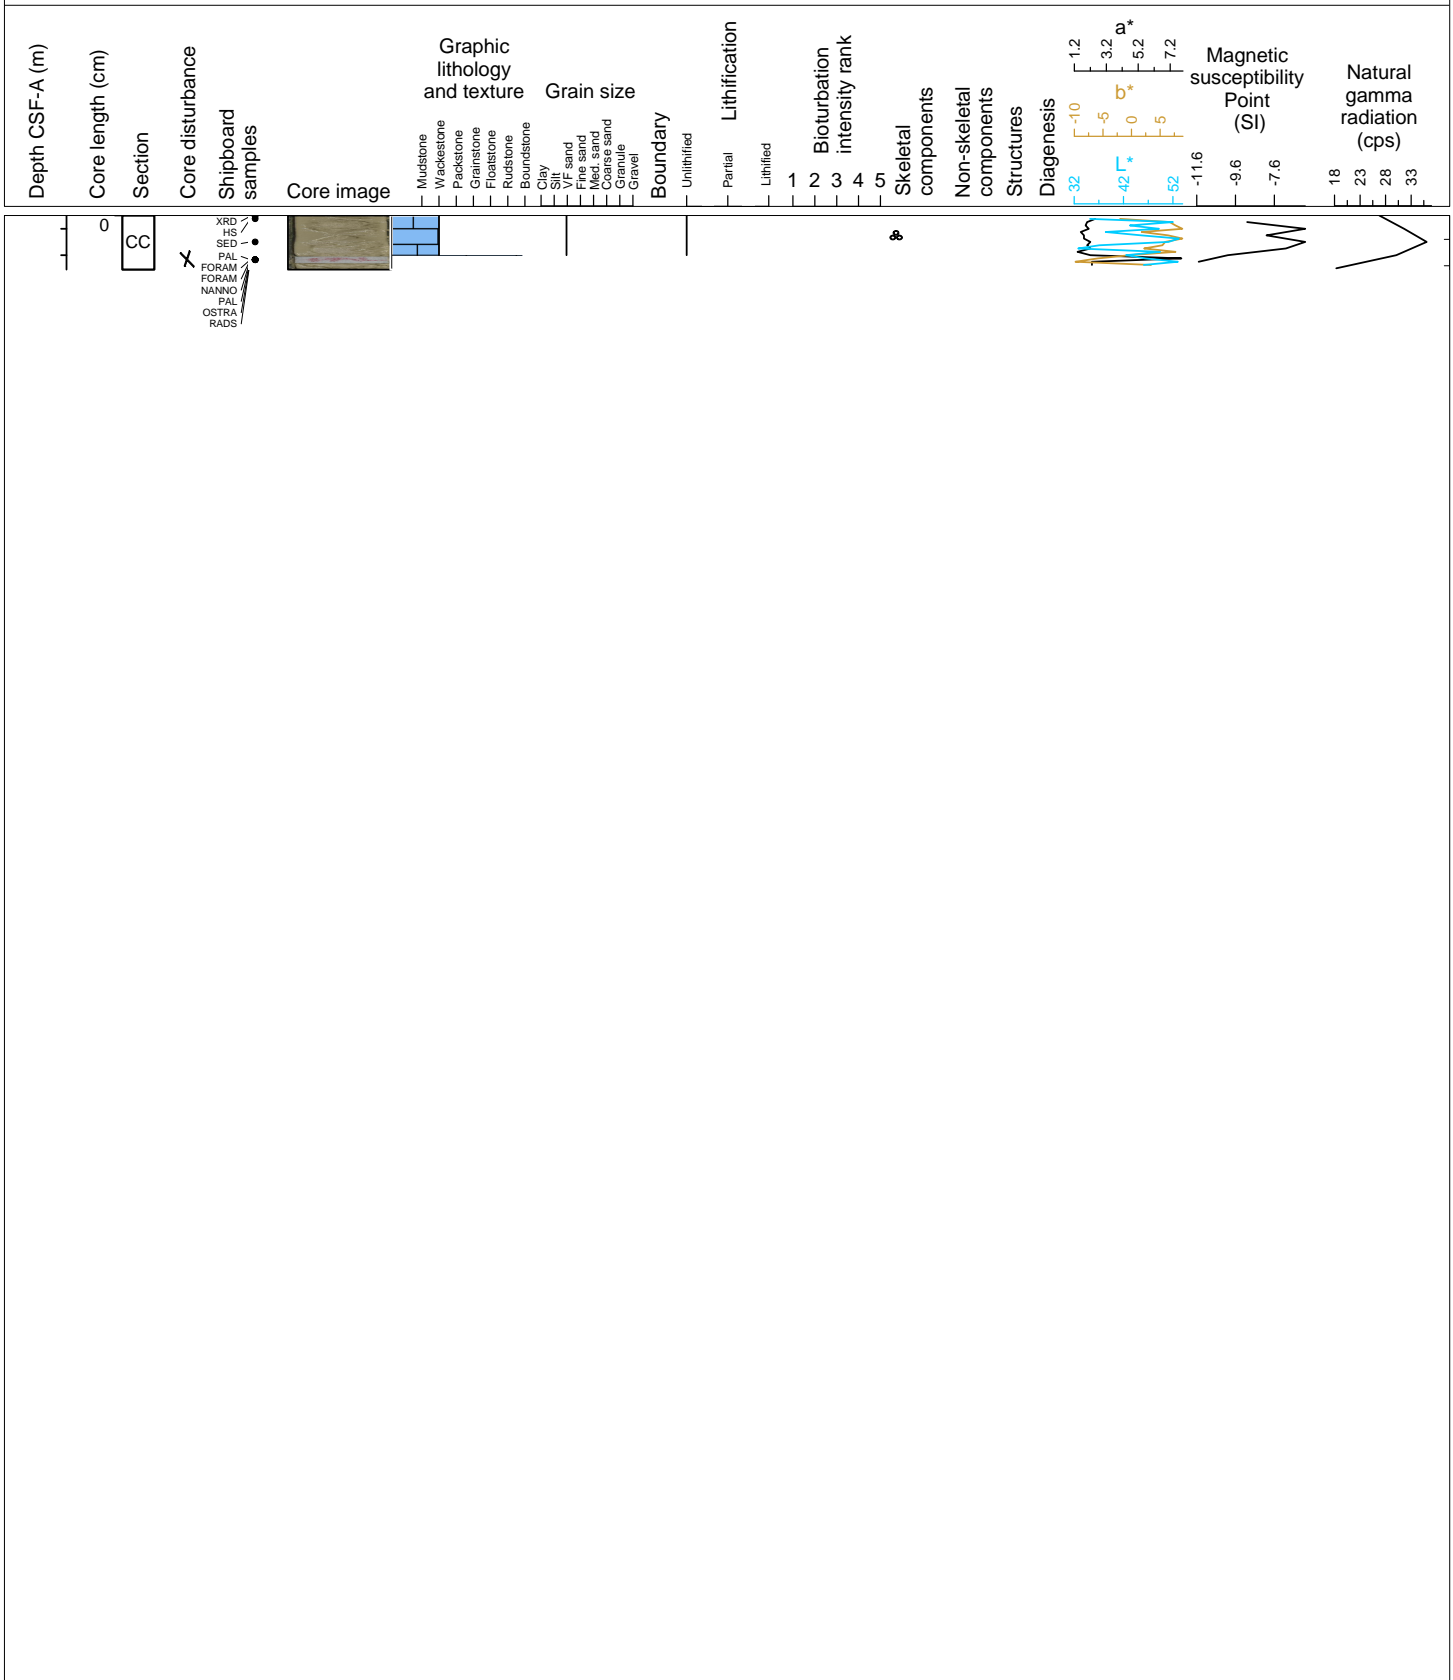 Depth CSF-A (m)
Core length (cm)
Section
Core disturbance
Shipboard
samples
Core image
Graphic
lithology
and texture
Mudstone
Wackestone
Packstone
Grainstone
Floatstone
Rudstone
Boundstone
Grain size
Clay
Silt
VF sand
Fine sand
Med. sand
Coarse sand
Granule
Gravel
Boundary
Lithification
Unlithified
Partial
Lithified
Bioturbation
intensity rank
1 2 3 4 5
Skeletal
components
Non-skeletal
components
Structures
Diagenesis
a*
1.2 3.2 5.2 7.2
b*
-10 -5 0 5
L*
32 42 52
Magnetic
susceptibility
Point
(SI)
-11.6 -9.6 -7.6
Natural
gamma
radiation
(cps)
18 23 28 33
0
CC
XRD
HS
SED
PAL
FORAM
FORAM
NANNO
PAL
OSTRA
RADS